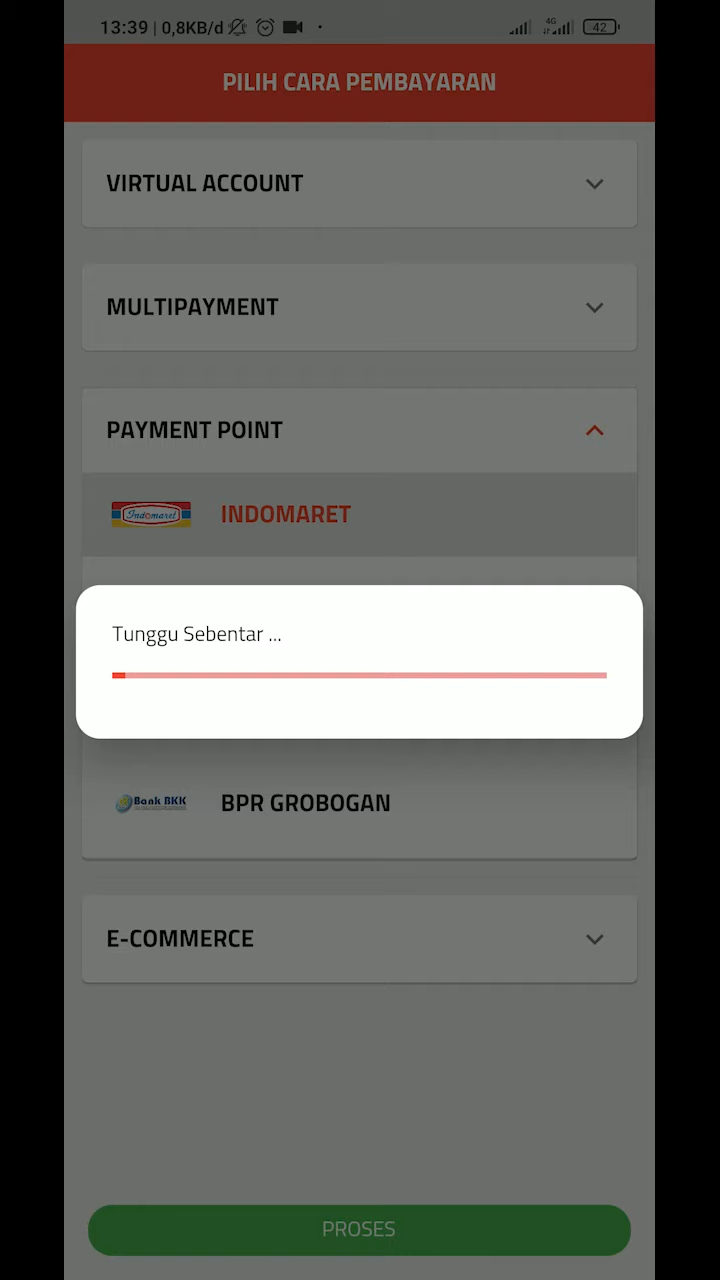 13:39 | 0,8KB/d
4G
42
PILIH CARA PEMBAYARAN
VIRTUAL ACCOUNT
MULTIPAYMENT
PAYMENT POINT
Indomaret
INDOMARET
Tunggu Sebentar ...
Bank BKK
BPR GROBOGAN
E-COMMERCE
PROSES